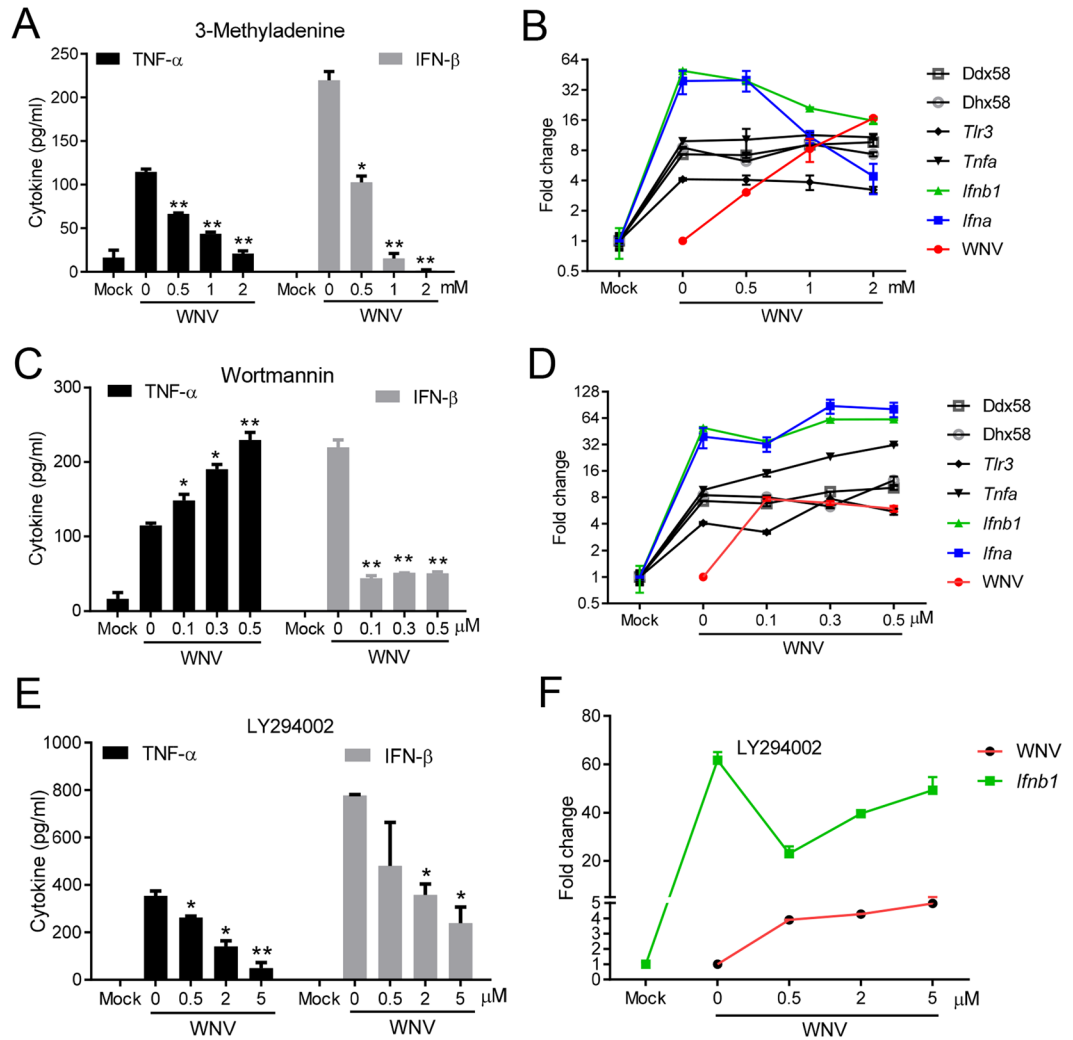 A
3-Methyladenine
TNF-α
IFN-β
Cytokine (pg/ml)
250
200
150
100
50
0
** ** ** * ** **
Mock 0 0.5 1 2 Mock 0 0.5 1 2 mM
WNV WNV
B
Fold change
64
32
16
8
4
2
1
0.5
Mock 0 0.5 1 2 mM
WNV
Ddx58
Dhx58
Tlr3
Tnfa
Ifnb1
Ifna
WNV
C
Wortmannin
TNF-α
IFN-β
Cytokine (pg/ml)
300
200
100
0
* * ** ** ** **
Mock 0 0.1 0.3 0.5 Mock 0 0.1 0.3 0.5 μM
WNV WNV
D
Fold change
128
64
32
16
8
4
2
1
0.5
Mock 0 0.1 0.3 0.5 μM
WNV
Ddx58
Dhx58
Tlr3
Tnfa
Ifnb1
Ifna
WNV
E
LY294002
TNF-α
IFN-β
Cytokine (pg/ml)
1000
800
600
400
200
0
* * ** * *
Mock 0 0.5 2 5 Mock 0 0.5 2 5 μM
WNV WNV
F
LY294002
Fold change
80
60
40
20
5
4
3
2
1
0
Mock 0 0.5 2 5 μM
WNV
WNV
Ifnb1